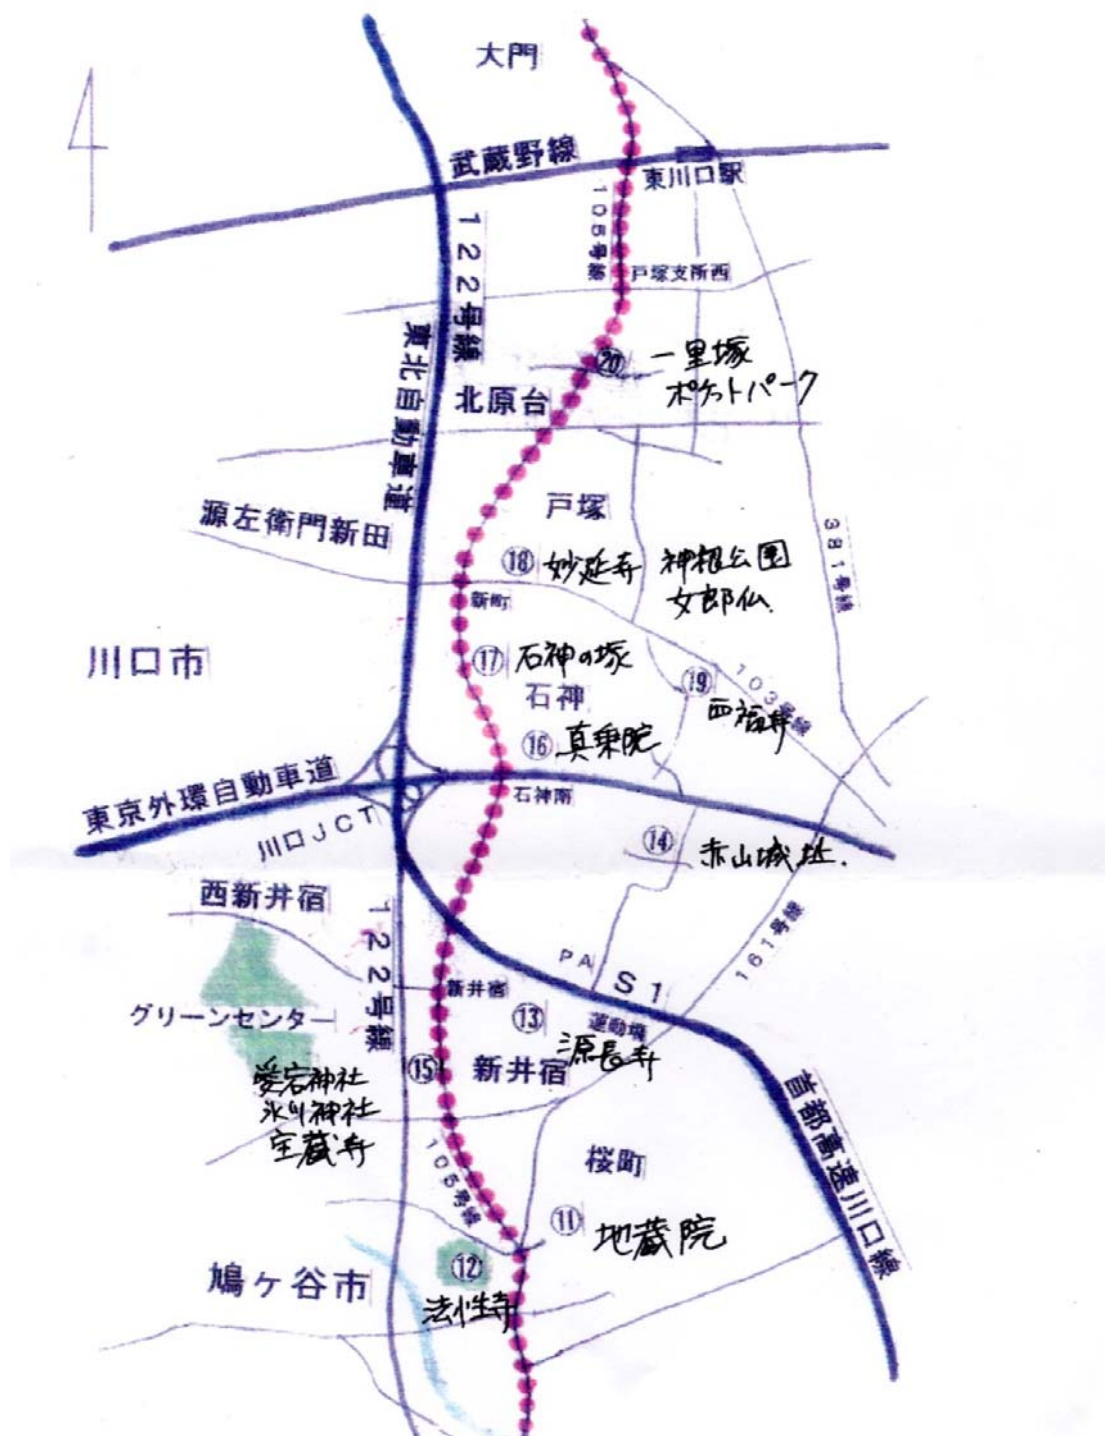 大門
武蔵野線
東川口駅
105号線
122号線
戸塚支所西
東北自動車道
⑳
一里塚
ポケットパーク
北原台
源左衛門新田
戸塚
381号線
⑱ 妙延寺
神根公園
女郎仏
新町
川口市
⑰ 石神の塚
石神
⑲
西福寺
103号線
⑯ 真乗院
東京外環自動車道
石神南
川口JCT
⑭ 赤山城址.
西新井宿
122号線
161号線
PA S1
新井宿
グリーンセンター
⑬
運動場
源長寺
⑮
新井宿
愛宕神社
氷川神社
宝蔵寺
首都高速川口線
105号線
桜町
⑪ 地蔵院
⑫
法性寺
鳩ヶ谷市